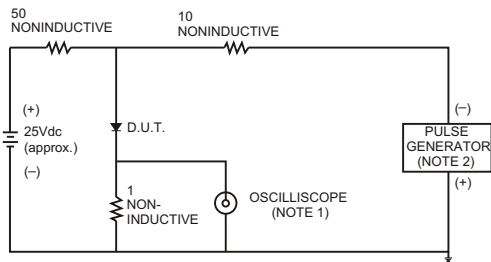 50
NONINDUCTIVE
10
NONINDUCTIVE
(+)
25Vdc
(approx.)
(–)
D.U.T.
1
NON-
INDUCTIVE
OSCILLISCOPE
(NOTE 1)
(–)
PULSE
GENERATOR
(NOTE 2)
(+)